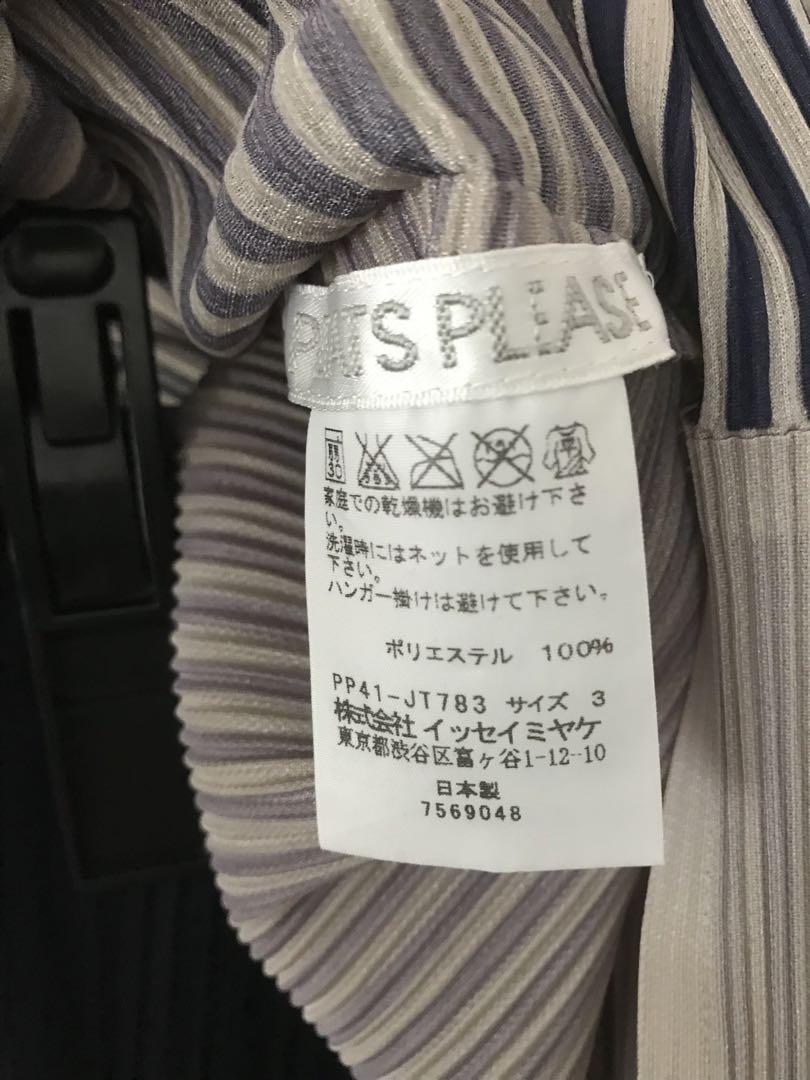 PLEATS PLEASE
弱
30
平
家庭での乾燥機はお避け下さ
い。
洗濯時にはネットを使用して
下さい。
ハンガー掛けは避けて下さい。
ポリエステル 100%
PP41-JT783 サイズ 3
株式会社 イッセイミヤケ
東京都渋谷区富ヶ谷1-12-10
日本製
7569048